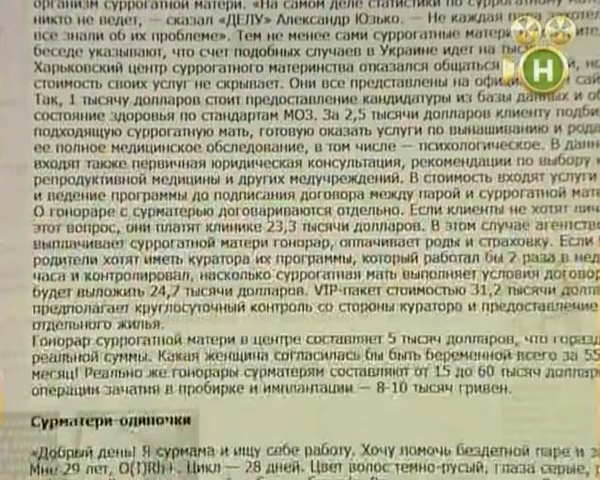 организм суррогатной матери. «На самом деле статистики по суррогатному
никто не ведет, — сказал «ДЕЛУ» Александр Юзько. — Не каждая пара
все знали об их проблеме». Тем не менее сами суррогатные
беседе указывают, что счет подобных случаев в Украине идет на
Харьковский центр суррогатного материнства отказался общаться
стоимость своих услуг не скрывает. Они все представлены на
Так, 1 тысячу долларов стоит предоставление кандидатуры из базы данных и
состояние здоровья по стандартам МОЗ. За 2,5 тысячи долларов клиенту
подходящую суррогатную мать, готовую оказать услуги по вынашиванию и
ее полное медицинское обследование, в том числе — психологическое. В
входят также первичная юридическая консультация, рекомендации по выбору
репродуктивной медицины и других медучреждений. В стоимость входят услуги
и ведение программы до подписания договора между парой и суррогатной
О гонораре с сурматерью договариваются отдельно. Если клиенты не хотят
этот вопрос, они платят клинике 23,3 тысячи долларов. В этом случае
выплачивает суррогатной матери гонорар, оплачивает роды и страховку. Если
родители хотят иметь куратора их программы, который работал бы 2 раза в
часа и контролировал, насколько суррогатная мать выполняет условия
будет выложить 24,7 тысячи долларов. VIP-пакет стоимостью 31,2 тысячи
предполагает круглосуточный контроль со стороны куратора и предоставление
отдельного жилья.
Гонорар суррогатной матери в центре составляет 5 тысяч долларов, что
реальной суммы. Какая женщина согласилась бы быть беременной всего за
месяц! Реально же гонорары сурматерям составляют от 15 до 60 тысяч
операции зачатия в пробирке и имплантации — 8-10 тысяч гривен.
Сурматери-одиночки
«Добрый день! Я сурмама и ищу себе работу. Хочу помочь бездетной паре и
Мне 29 лет, О(1)Rh+. Цикл — 28 дней. Цвет волос темно-русый, глаза серые,
Н